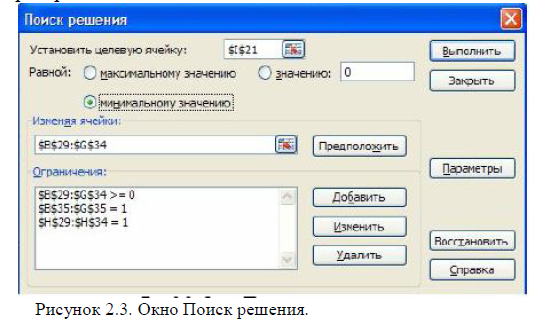 Поиск решения
Установить целевую ячейку: $I$21
Равной: максимальному значению значению: 0
минимальному значению
Изменяя ячейки:
$B$29:$G$34
Предположить
Ограничения:
$B$29:$G$34 >= 0
$B$35:$G$35 = 1
$H$29:$H$34 = 1
Добавить
Изменить
Удалить
Выполнить
Закрыть
Параметры
Восстановить
Справка
Рисунок 2.3. Окно Поиск решения.